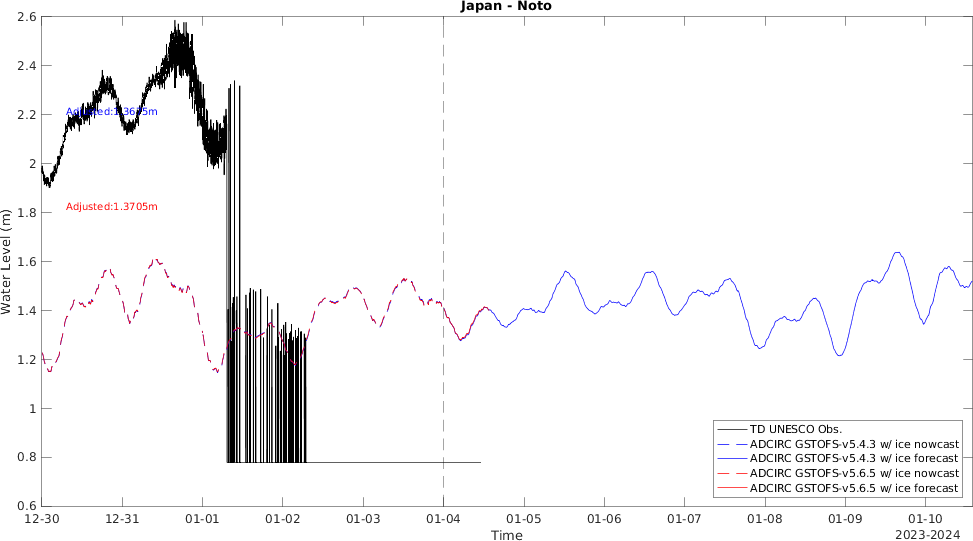 Japan - Noto
2.6
2.4
2.2
2
1.8
1.6
1.4
1.2
1
0.8
0.6
Water Level (m)
Adjusted:1.3615m
Adjusted:1.3705m
TD UNESCO Obs.
ADCIRC GSTOFS-v5.4.3 w/ ice nowcast
ADCIRC GSTOFS-v5.4.3 w/ ice forecast
ADCIRC GSTOFS-v5.6.5 w/ ice nowcast
ADCIRC GSTOFS-v5.6.5 w/ ice forecast
12-30 12-31 01-01 01-02 01-03 01-04 01-05 01-06 01-07 01-08 01-09 01-10
Time
2023-2024